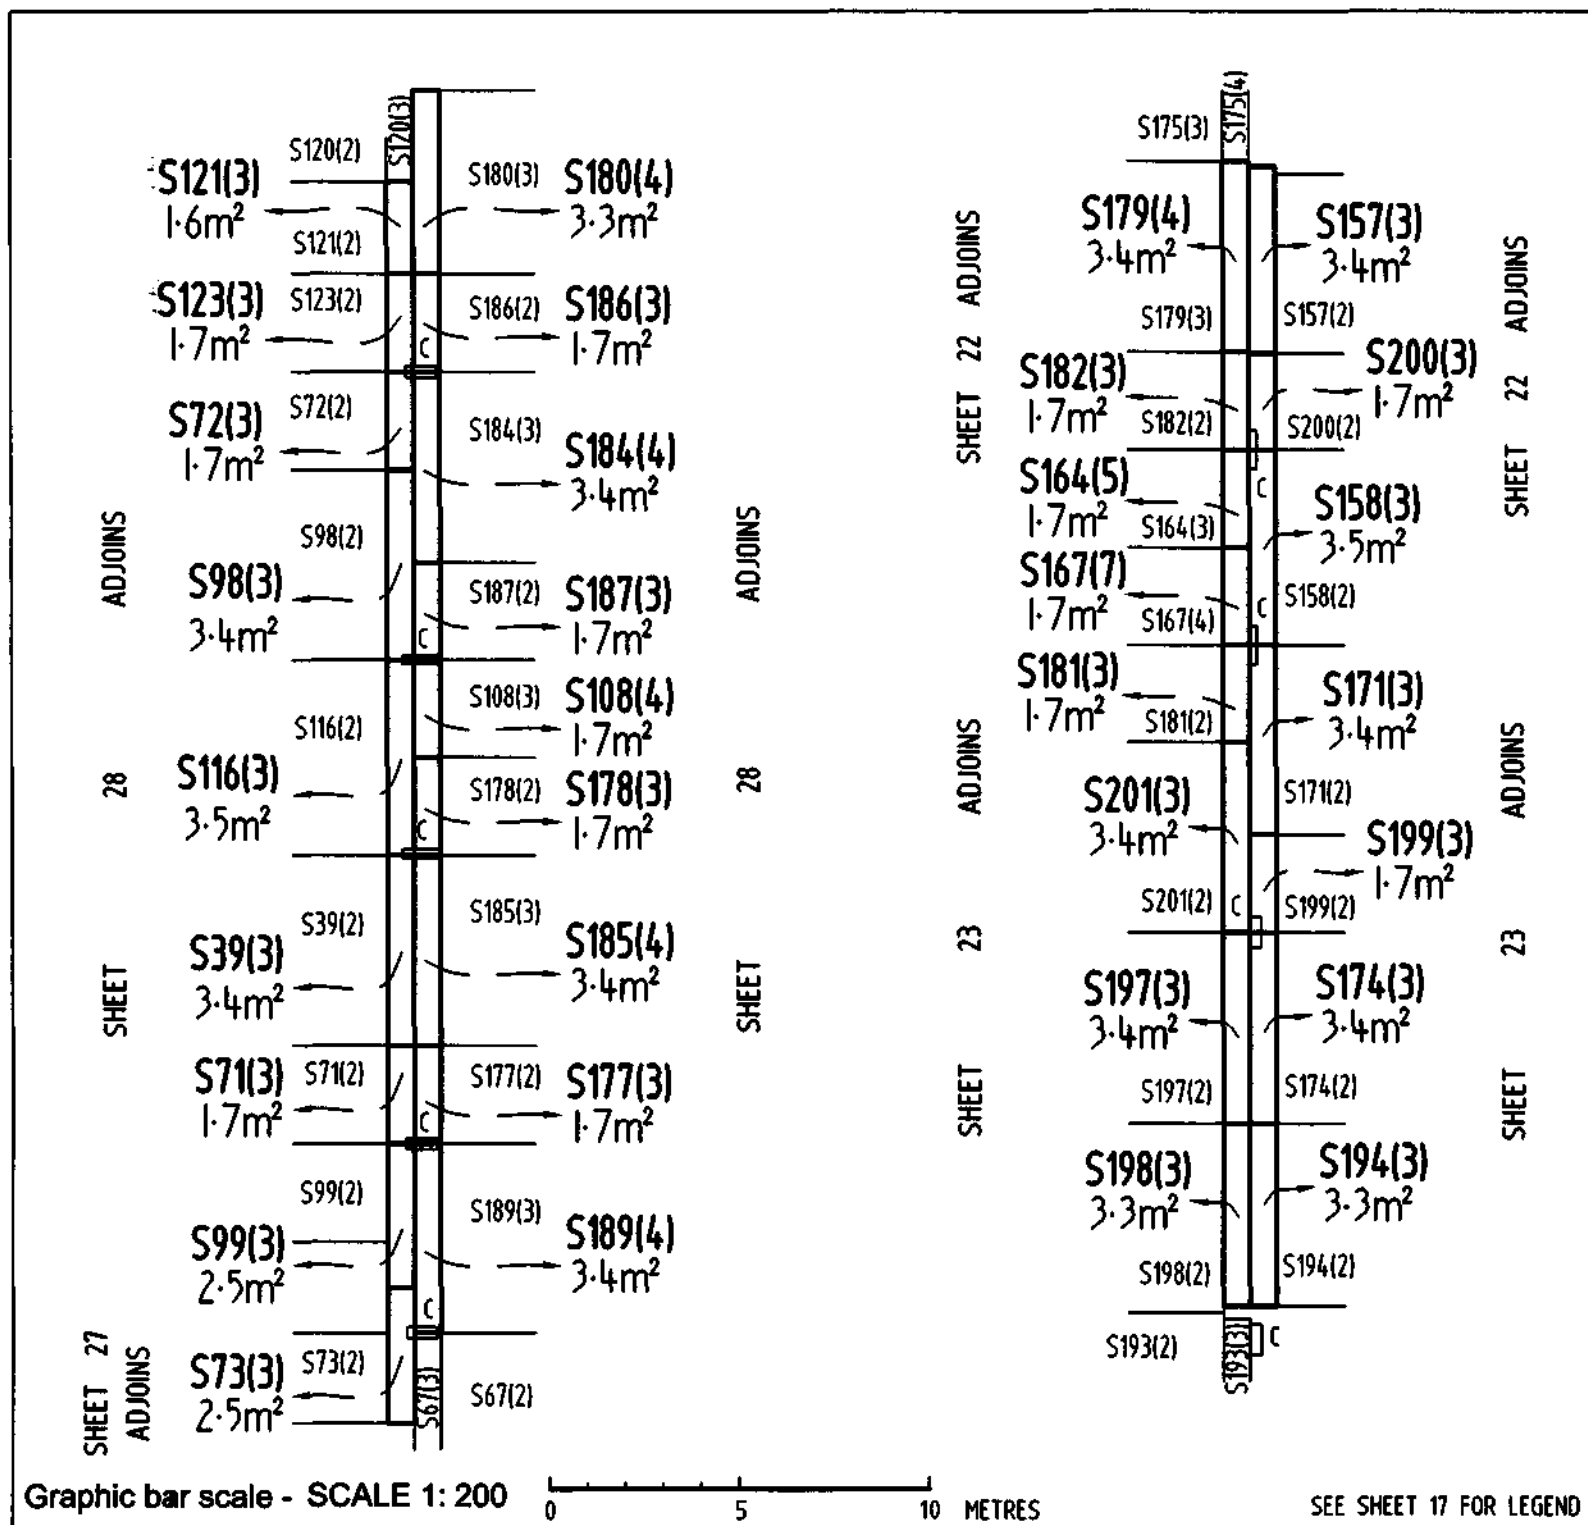 S120(3)
S120(2)
S121(3)
1·6m²
S121(2)
S180(3)
S180(4)
3·3m²
S123(3)
1·7m²
S123(2)
S186(2)
S186(3)
1·7m²
C
S72(3)
1·7m²
S72(2)
S184(3)
S184(4)
3·4m²
S98(2)
S98(3)
3·4m²
S187(2)
S187(3)
1·7m²
C
S108(3)
S108(4)
1·7m²
S116(2)
S116(3)
3·5m²
S178(2)
S178(3)
1·7m²
C
S39(2)
S39(3)
3·4m²
S185(3)
S185(4)
3·4m²
S71(3)
1·7m²
S71(2)
S177(2)
S177(3)
1·7m²
C
S99(2)
S99(3)
2·5m²
S189(3)
S189(4)
3·4m²
C
S73(3)
2·5m²
S73(2)
S67(3)
S67(2)
SHEET 28 ADJOINS
SHEET 27
ADJOINS
SHEET 28 ADJOINS
S175(3)
S175(4)
S179(4)
3·4m²
S179(3)
S157(3)
3·4m²
S157(2)
S182(3)
1·7m²
S182(2)
S200(3)
1·7m²
S200(2)
C
S164(5)
1·7m²
S164(3)
S158(3)
3·5m²
S158(2)
C
S167(7)
1·7m²
S167(4)
S181(3)
1·7m²
S181(2)
S171(3)
3·4m²
S171(2)
S201(3)
3·4m²
S201(2)
C
S199(3)
1·7m²
S199(2)
S197(3)
3·4m²
S197(2)
S174(3)
3·4m²
S174(2)
S198(3)
3·3m²
S198(2)
S194(3)
3·3m²
S194(2)
S193(2)
S193(3)
C
SHEET 22 ADJOINS
SHEET 23 ADJOINS
SHEET 22 ADJOINS
SHEET 23 ADJOINS
Graphic bar scale - SCALE 1: 200
0 5 10 METRES
SEE SHEET 17 FOR LEGEND